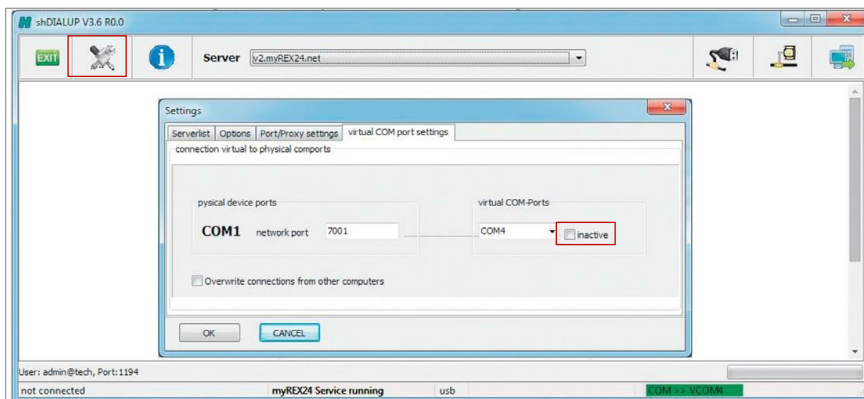 shDIALUP V3.6 R0.0
EXIT
Server v2.myREX24.net
Settings
Serverlist Options Port/Proxy settings virtual COM port settings
connection virtual to physical comports
pysical device ports virtual COM-Ports
COM1 network port 7001 COM4 inactive
Overwrite connections from other computers
OK CANCEL
User: admin@tech, Port:1194
not connected myREX24 Service running usb COM >> VCOM4